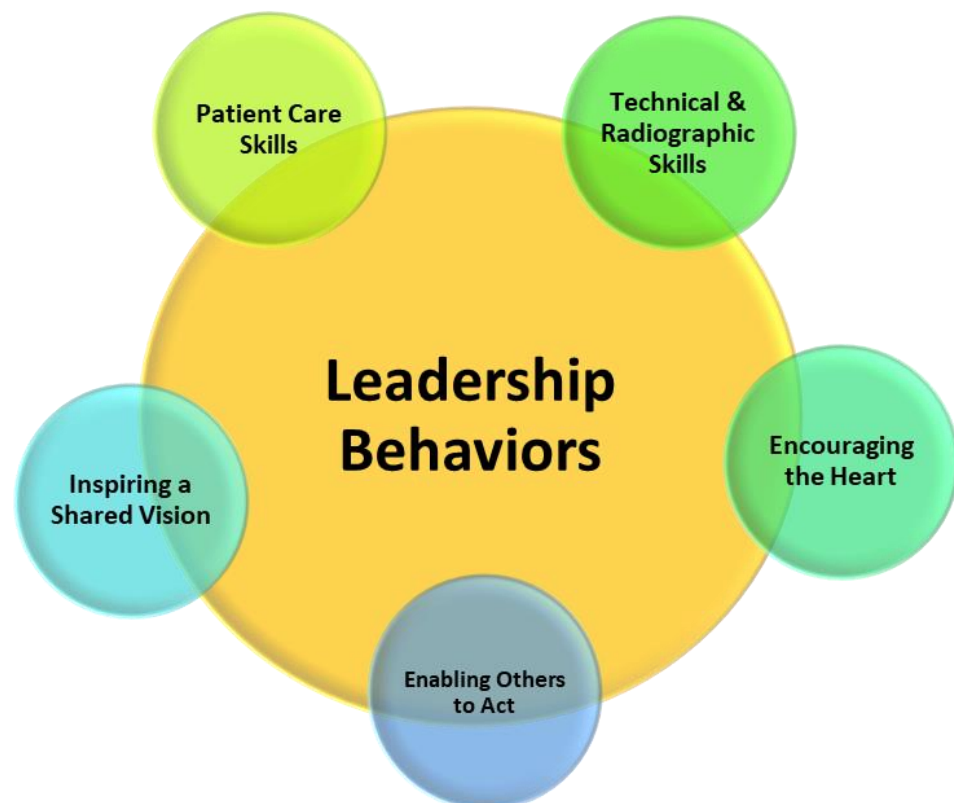 Patient Care
Skills
Technical &
Radiographic
Skills
Leadership
Behaviors
Encouraging
the Heart
Inspiring a
Shared Vision
Enabling Others
to Act